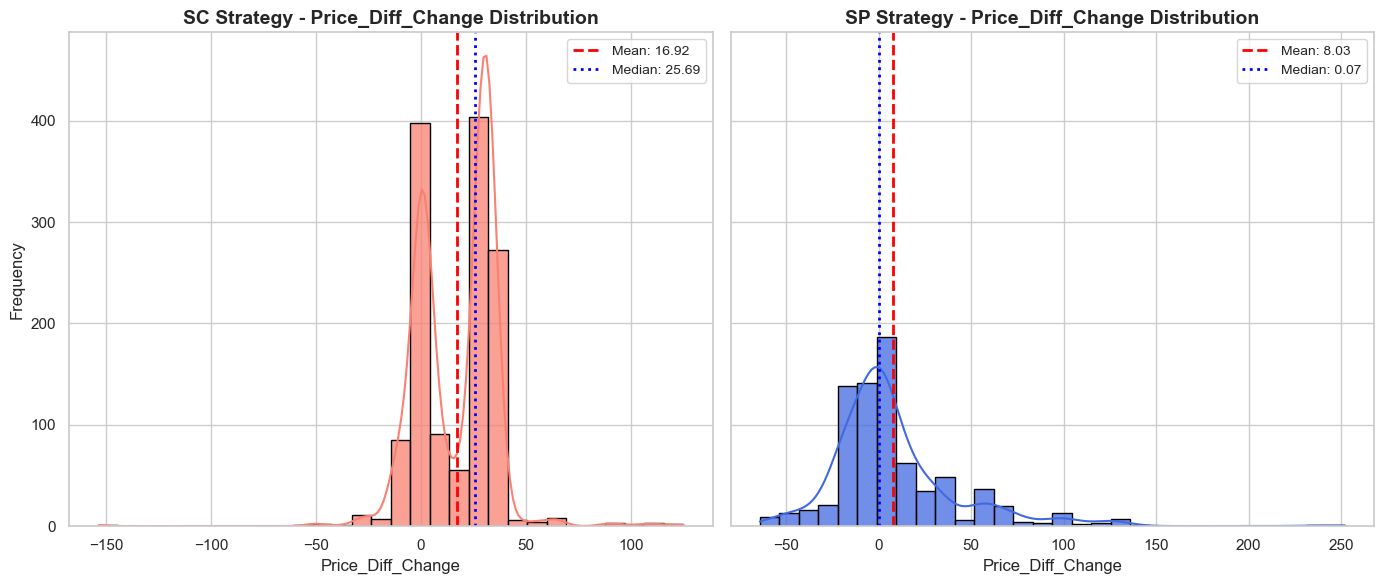 SC Strategy - Price_Diff_Change Distribution
Mean: 16.92
Median: 25.69
Frequency
400
300
200
100
0
−150
−100
−50
0
50
100
Price_Diff_Change
SP Strategy - Price_Diff_Change Distribution
Mean: 8.03
Median: 0.07
−50
0
50
100
150
200
250
Price_Diff_Change